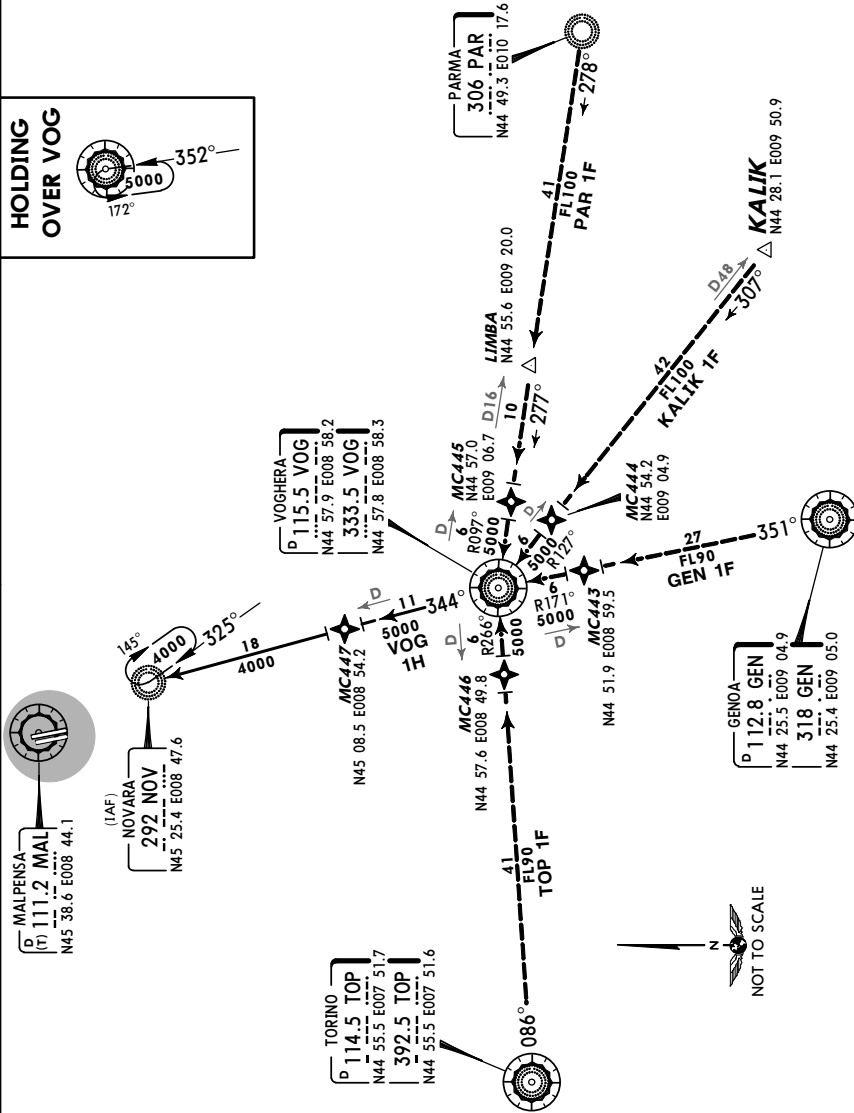 HOLDING
OVER VOG
5000
352°
172°
MALPENSA
D
(T) 111.2 MAL
N45 38.6 E008 44.1
(IAF)
NOVARA
292 NOV
N45 25.4 E008 47.6
145°
4000
325°
18
4000
MC447
N45 08.5 E008 54.2
D
11
5000
VOG
1H
344°
VOGHERA
D 115.5 VOG
N44 57.9 E008 58.2
333.5 VOG
N44 57.8 E008 58.3
PARMA
306 PAR
N44 49.3 E010 17.6
278°
41
FL100
PAR 1F
LIMBA
N44 55.6 E009 20.0
D16
10
277°
MC445
N44 57.0
E009 06.7
D
6
R097°
5000
KALIK
N44 28.1 E009 50.9
D48
307°
42
FL100
KALIK 1F
MC444
N44 54.2
E009 04.9
D
6
5000
R127°
351°
27
FL90
GEN 1F
MC443
N44 51.9 E008 59.5
6
R171°
5000
D
GENOA
D 112.8 GEN
N44 25.5 E009 04.9
318 GEN
N44 25.4 E009 05.0
D
6
R266°
5000
MC446
N44 57.6 E008 49.8
41
FL90
TOP 1F
086°
TORINO
D 114.5 TOP
N44 55.5 E007 51.7
392.5 TOP
N44 55.5 E007 51.6
N
NOT TO SCALE